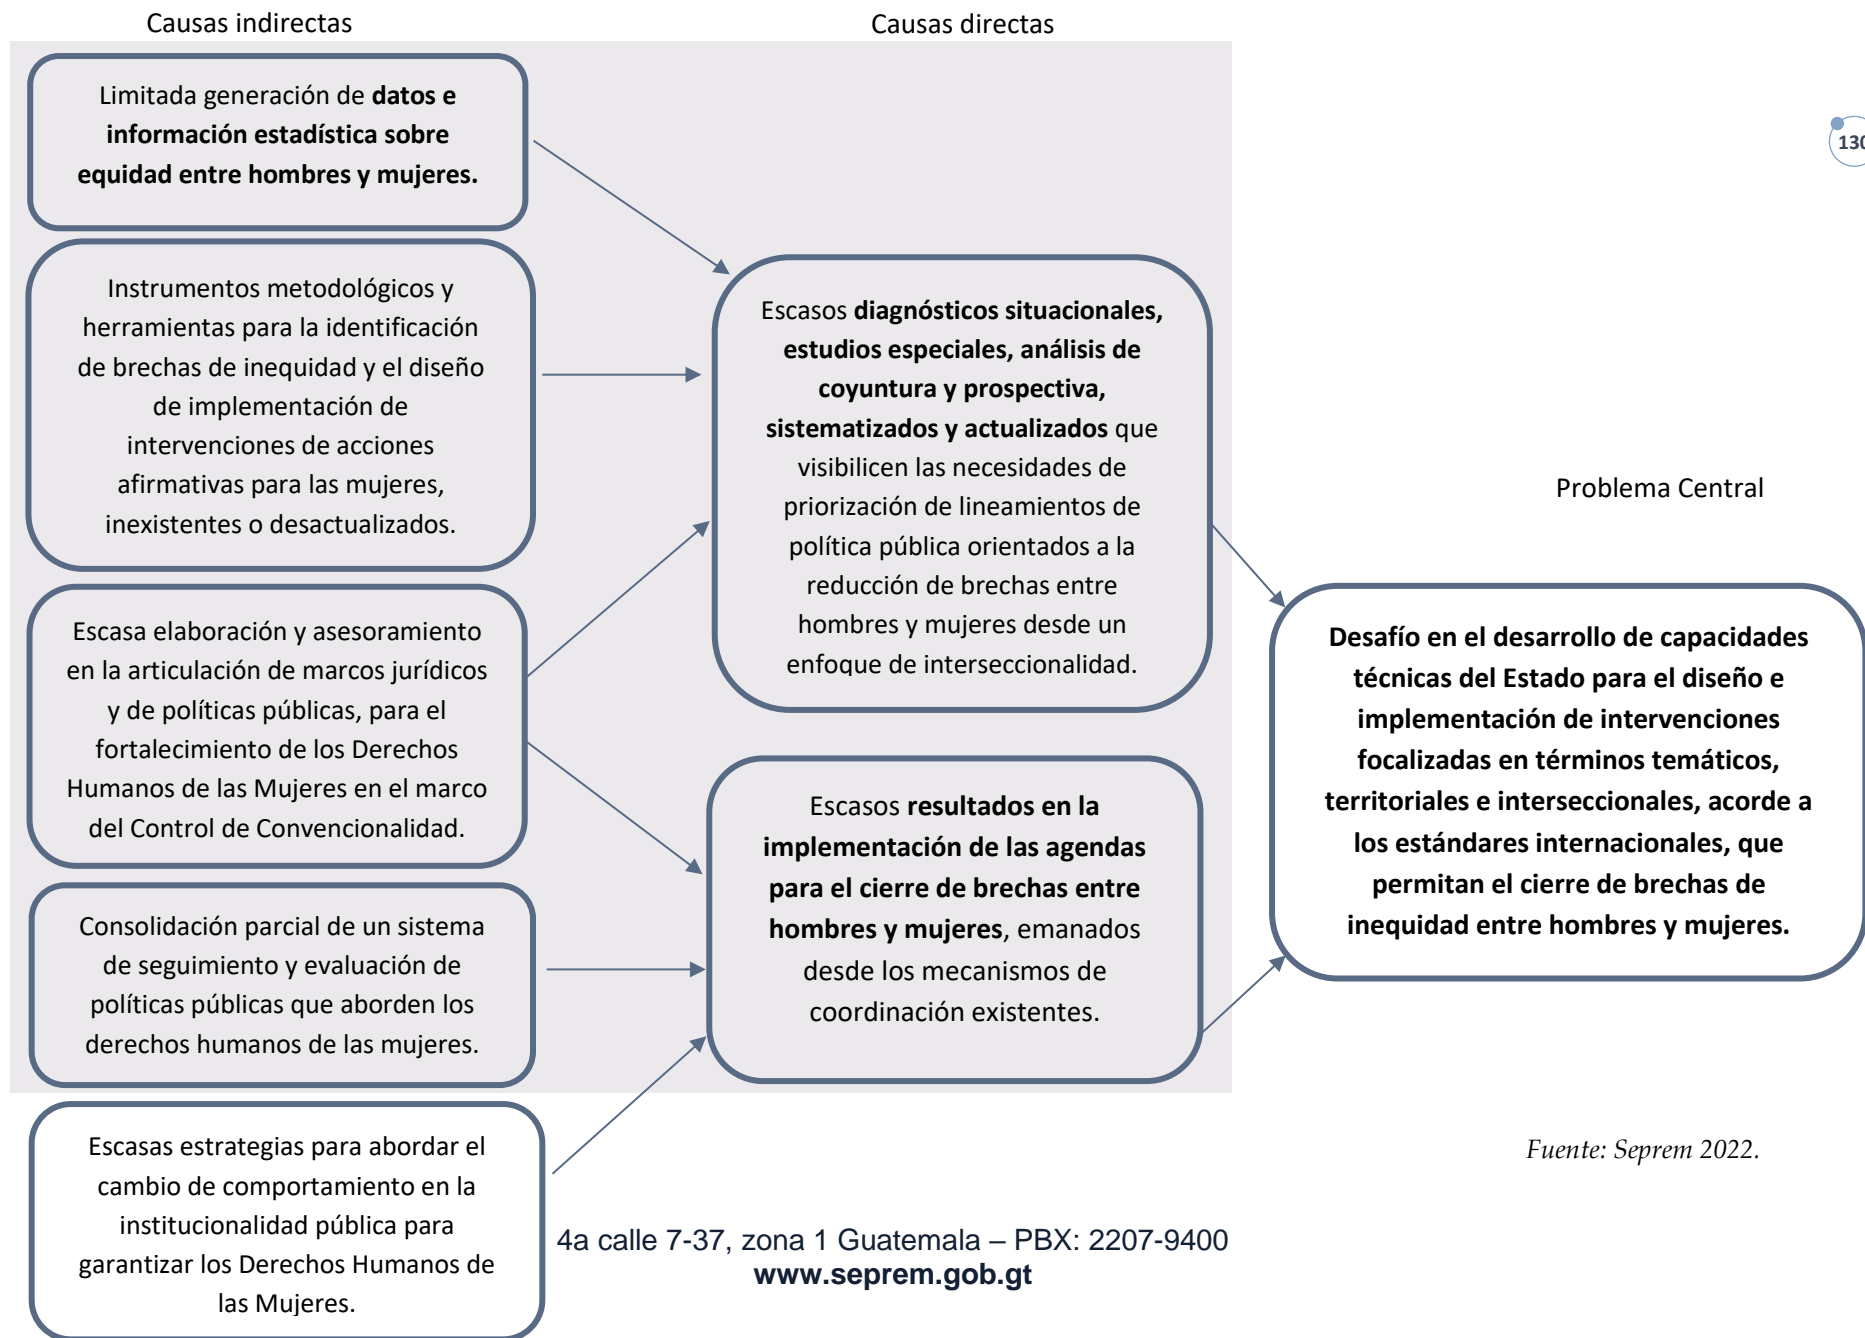 Causas indirectas
Causas directas
Limitada generación de datos e
información estadística sobre
equidad entre hombres y mujeres.
130
Instrumentos metodológicos y
herramientas para la identificación
de brechas de inequidad y el diseño
de implementación de
intervenciones de acciones
afirmativas para las mujeres,
inexistentes o desactualizados.
Escasa elaboración y asesoramiento
en la articulación de marcos jurídicos
y de políticas públicas, para el
fortalecimiento de los Derechos
Humanos de las Mujeres en el marco
del Control de Convencionalidad.
Consolidación parcial de un sistema
de seguimiento y evaluación de
políticas públicas que aborden los
derechos humanos de las mujeres.
Escasas estrategias para abordar el
cambio de comportamiento en la
institucionalidad pública para
garantizar los Derechos Humanos de
las Mujeres.
Escasos diagnósticos situacionales,
estudios especiales, análisis de
coyuntura y prospectiva,
sistematizados y actualizados que
visibilicen las necesidades de
priorización de lineamientos de
política pública orientados a la
reducción de brechas entre
hombres y mujeres desde un
enfoque de interseccionalidad.
Escasos resultados en la
implementación de las agendas
para el cierre de brechas entre
hombres y mujeres, emanados
desde los mecanismos de
coordinación existentes.
Problema Central
Desafío en el desarrollo de capacidades
técnicas del Estado para el diseño e
implementación de intervenciones
focalizadas en términos temáticos,
territoriales e interseccionales, acorde a
los estándares internacionales, que
permitan el cierre de brechas de
inequidad entre hombres y mujeres.
Fuente: Seprem 2022.
4a calle 7-37, zona 1 Guatemala – PBX: 2207-9400
www.seprem.gob.gt